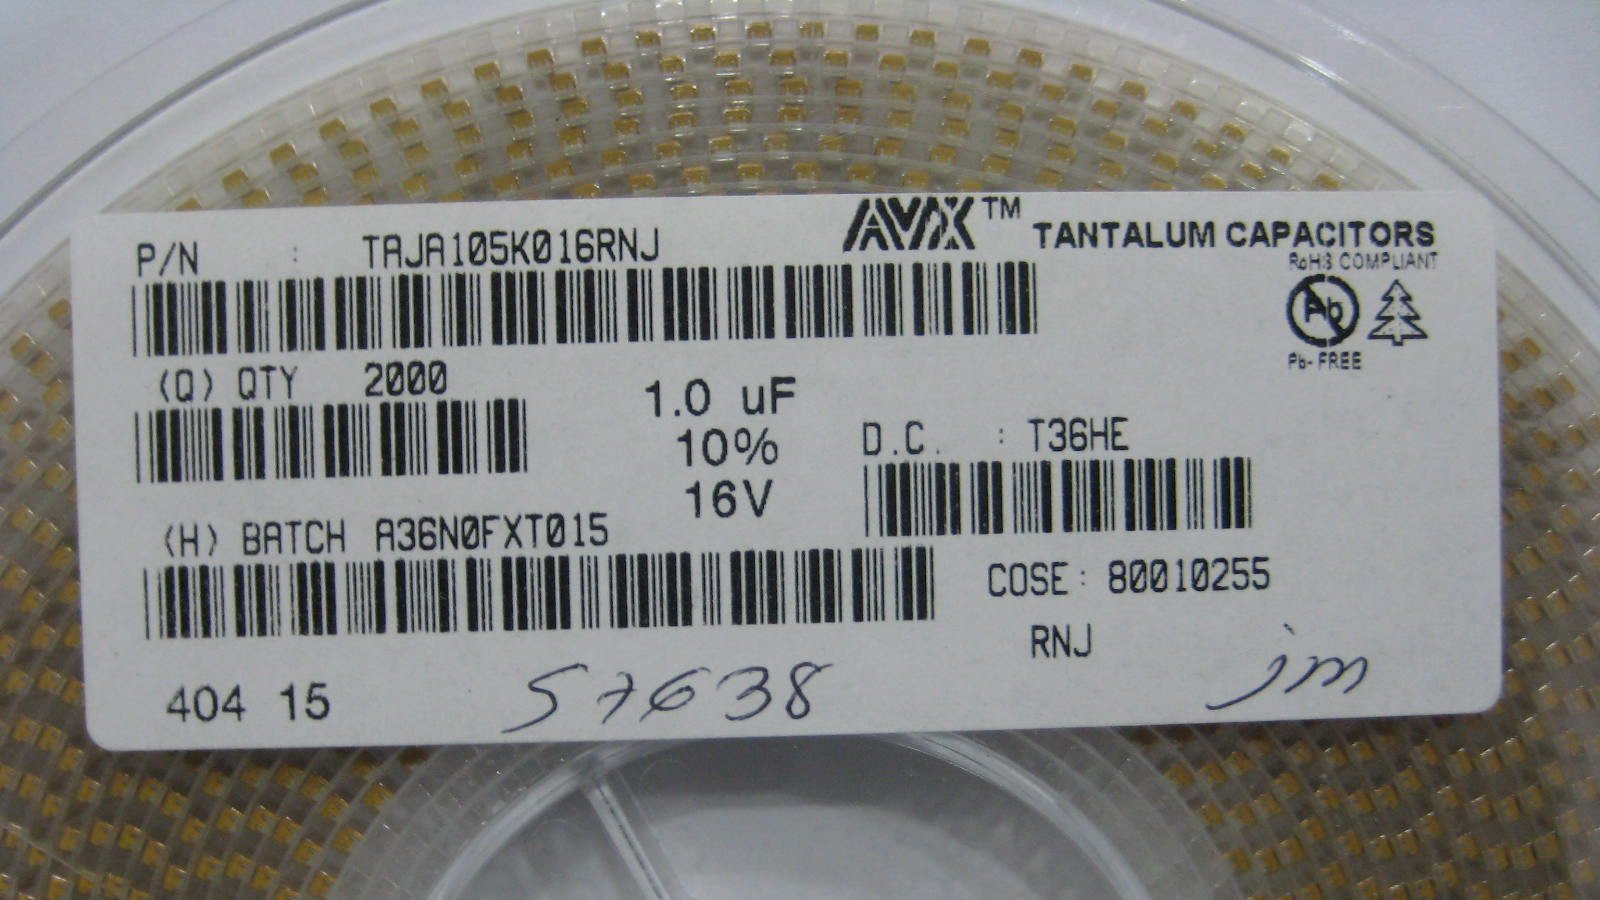 P/N : TAJA105K016RNJ
AVX™ TANTALUM CAPACITORS
RoHS COMPLIANT
Pb
Pb-FREE
(Q) QTY 2000
1.0 uF
10%
16V
D.C. : T36HE
(H) BATCH A36N0FXT015
COSE: 80010255
RNJ
404 15
57638
jm